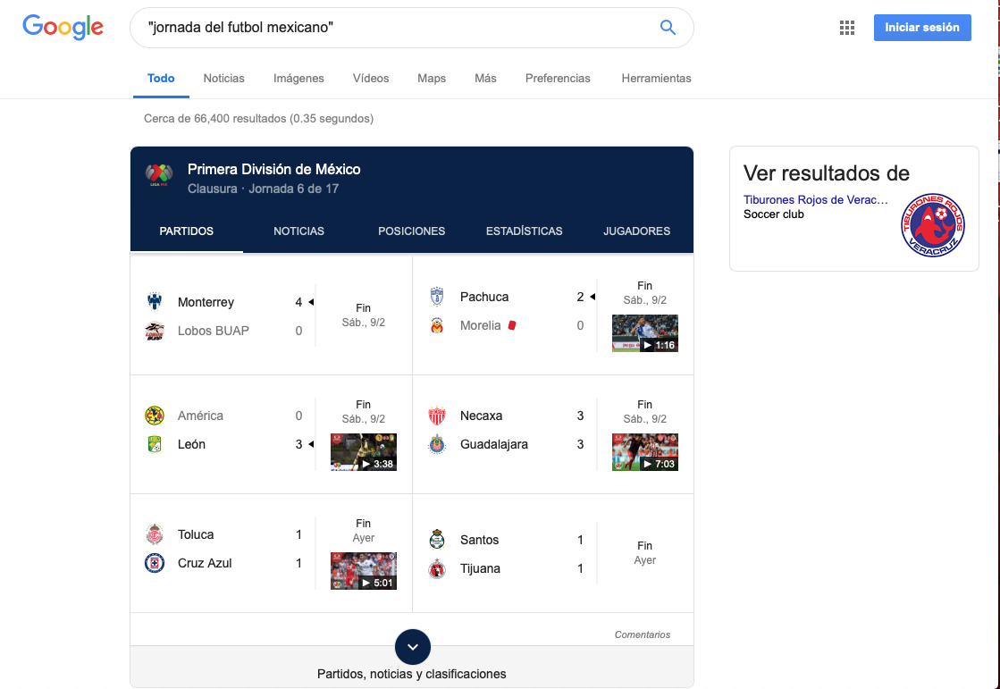 Google
"jornada del futbol mexicano"
Iniciar sesión
Todo Noticias Imágenes Vídeos Maps Más Preferencias Herramientas
Cerca de 66,400 resultados (0.35 segundos)
LIGA MX
Primera División de México
Clausura · Jornada 6 de 17
PARTIDOS NOTICIAS POSICIONES ESTADÍSTICAS JUGADORES
Monterrey 4
Lobos BUAP 0
Fin
Sáb., 9/2
Pachuca 2
Morelia 0
Fin
Sáb., 9/2
1:16
América 0
León 3
Fin
Sáb., 9/2
3:38
Necaxa 3
Guadalajara 3
Fin
Sáb., 9/2
7:03
Toluca 1
Cruz Azul 1
Fin
Ayer
5:01
Santos 1
Tijuana 1
Fin
Ayer
Comentarios
Partidos, noticias y clasificaciones
Ver resultados de
Tiburones Rojos de Verac...
Soccer club
TIBURONES ROJOS
VERACRUZ